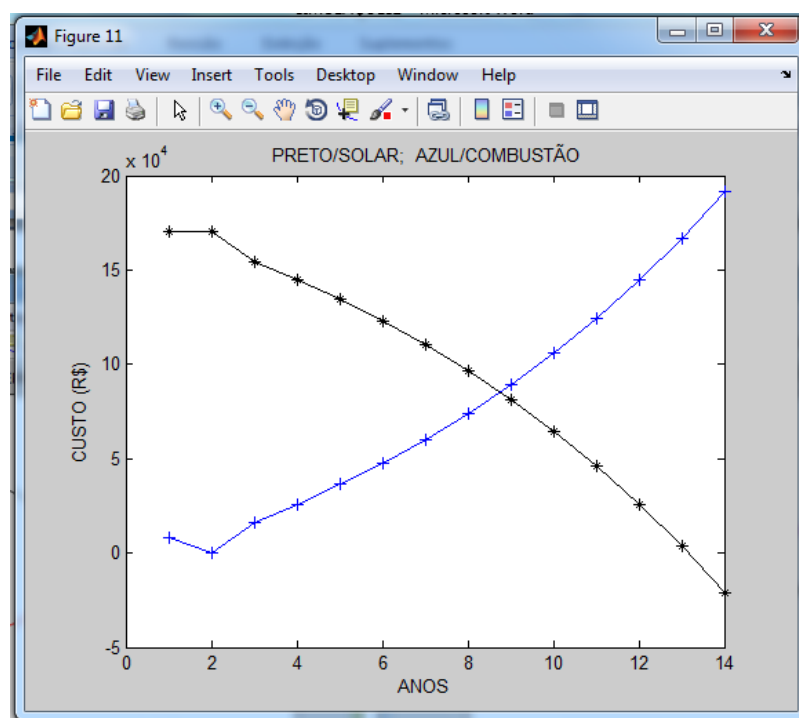 Figure 11
File Edit View Insert Tools Desktop Window Help
PRETO/SOLAR; AZUL/COMBUSTÃO
x 10^4
20
15
10
5
0
-5
CUSTO (R$)
0 2 4 6 8 10 12 14
ANOS